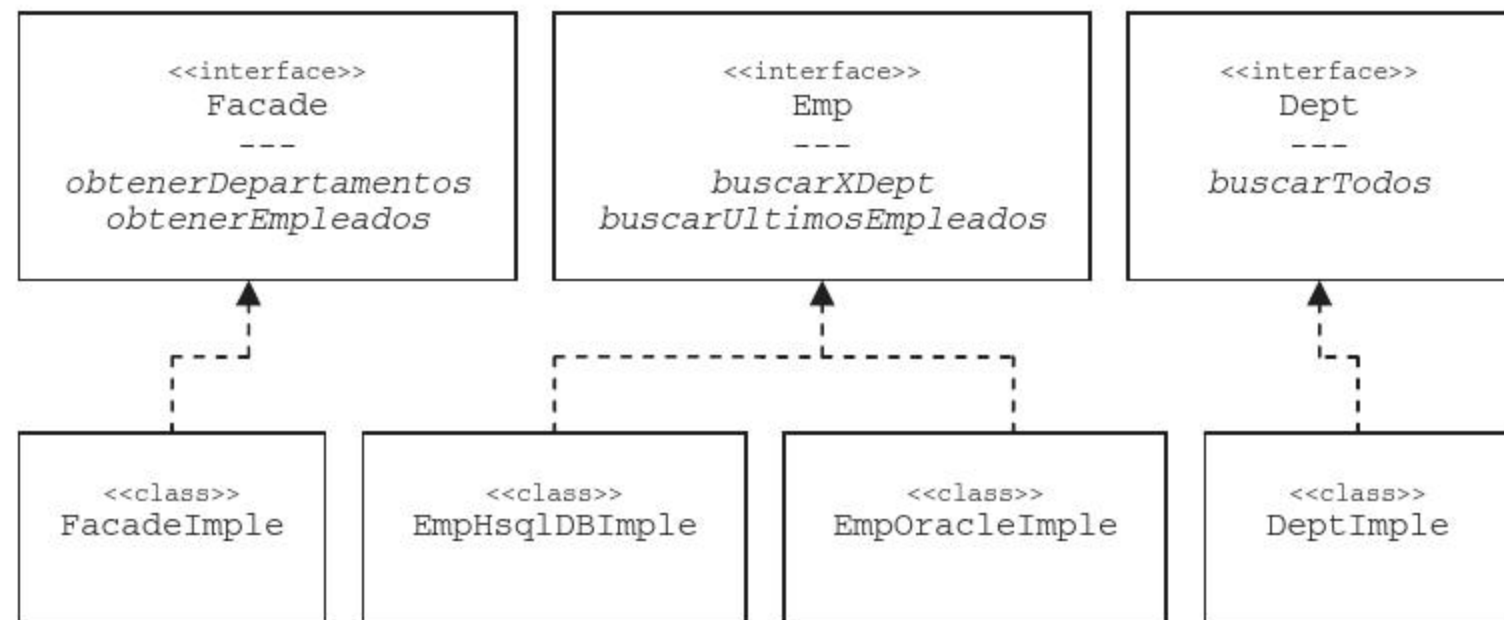 <<interface>>
Facade
---
obtenerDepartamentos
obtenerEmpleados
<<interface>>
Emp
---
buscarXDept
buscarUltimosEmpleados
<<interface>>
Dept
---
buscarTodos
<<class>>
FacadeImple
<<class>>
EmpHsqlDBImple
<<class>>
EmpOracleImple
<<class>>
DeptImple